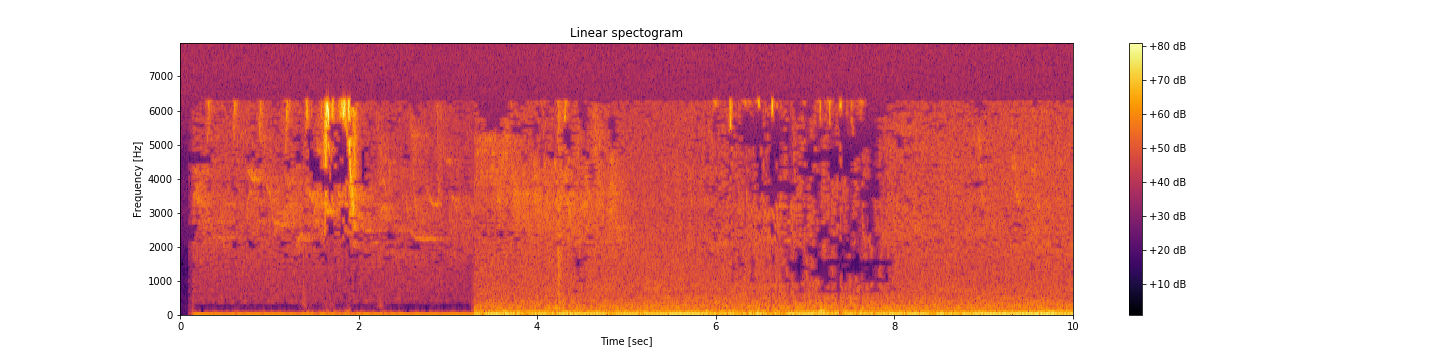 Linear spectogram
Frequency [Hz]
7000
6000
5000
4000
3000
2000
1000
0
0
2
4
6
8
10
Time [sec]
+80 dB
+70 dB
+60 dB
+50 dB
+40 dB
+30 dB
+20 dB
+10 dB